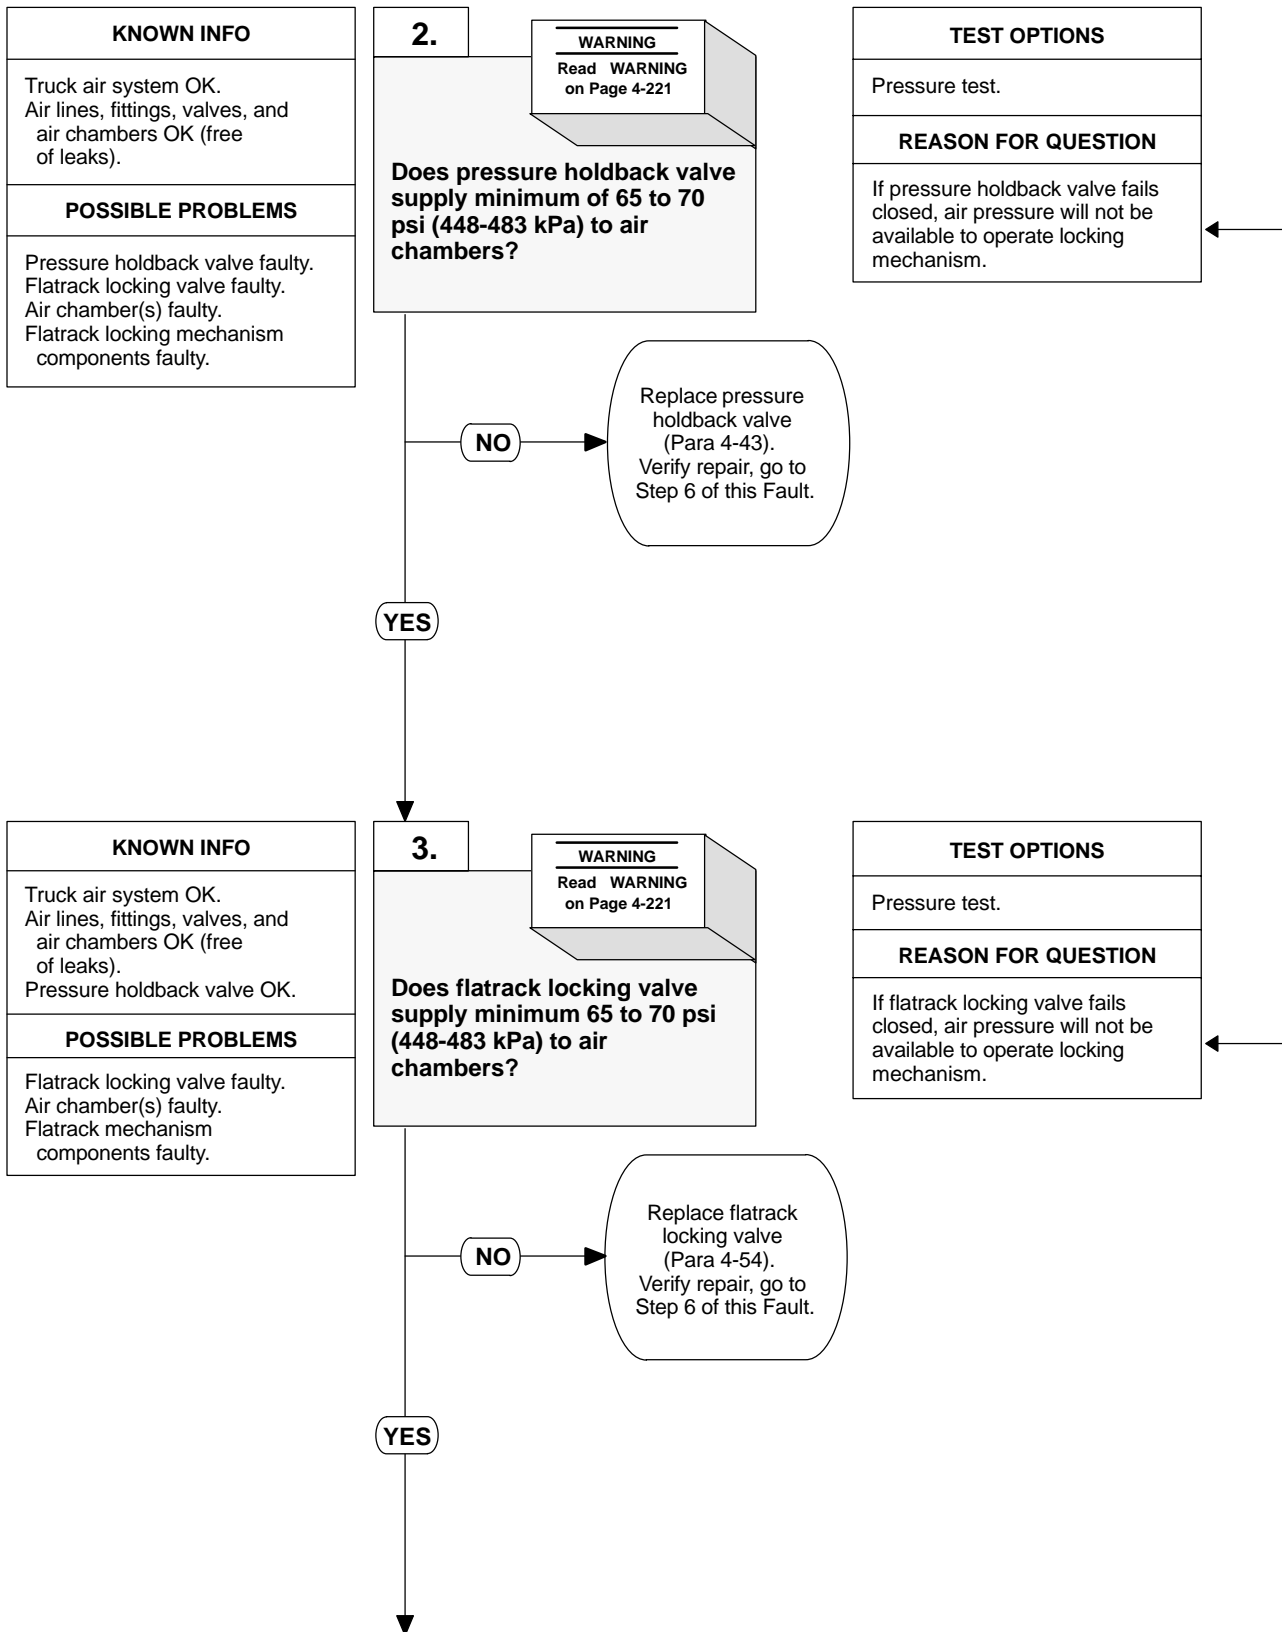 KNOWN INFO
Truck air system OK.
Air lines, fittings, valves, and
air chambers OK (free
of leaks).
POSSIBLE PROBLEMS
Pressure holdback valve faulty.
Flatrack locking valve faulty.
Air chamber(s) faulty.
Flatrack locking mechanism
components faulty.
2.
WARNING
Read WARNING
on Page 4-221
Does pressure holdback valve
supply minimum of 65 to 70
psi (448-483 kPa) to air
chambers?
TEST OPTIONS
Pressure test.
REASON FOR QUESTION
If pressure holdback valve fails
closed, air pressure will not be
available to operate locking
mechanism.
NO
Replace pressure
holdback valve
(Para 4-43).
Verify repair, go to
Step 6 of this Fault.
YES
KNOWN INFO
Truck air system OK.
Air lines, fittings, valves, and
air chambers OK (free
of leaks).
Pressure holdback valve OK.
POSSIBLE PROBLEMS
Flatrack locking valve faulty.
Air chamber(s) faulty.
Flatrack mechanism
components faulty.
3.
WARNING
Read WARNING
on Page 4-221
Does flatrack locking valve
supply minimum 65 to 70 psi
(448-483 kPa) to air
chambers?
TEST OPTIONS
Pressure test.
REASON FOR QUESTION
If flatrack locking valve fails
closed, air pressure will not be
available to operate locking
mechanism.
NO
Replace flatrack
locking valve
(Para 4-54).
Verify repair, go to
Step 6 of this Fault.
YES